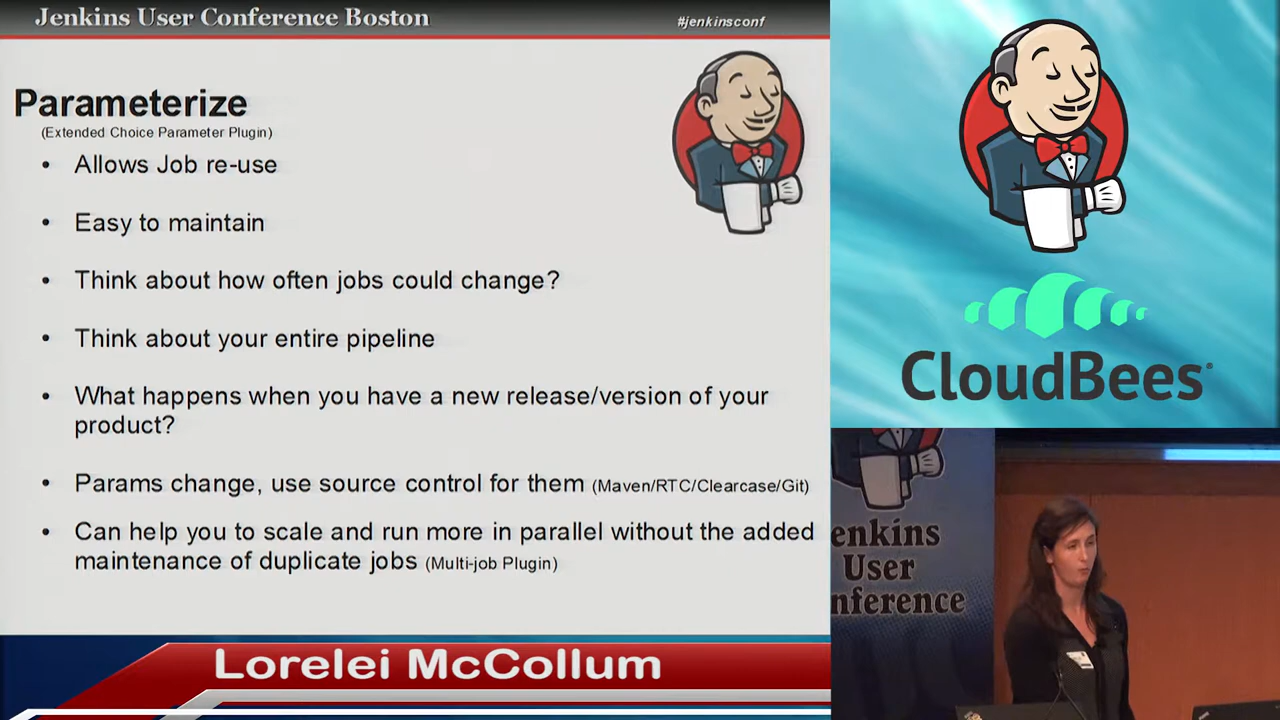 Jenkins User Conference Boston
#jenkinsconf
Parameterize
(Extended Choice Parameter Plugin)
• Allows Job re-use
• Easy to maintain
• Think about how often jobs could change?
• Think about your entire pipeline
• What happens when you have a new release/version of your
product?
• Params change, use source control for them (Maven/RTC/Clearcase/Git)
• Can help you to scale and run more in parallel without the added
maintenance of duplicate jobs (Multi-job Plugin)
Lorelei McCollum
CloudBees
enkins
User
nference